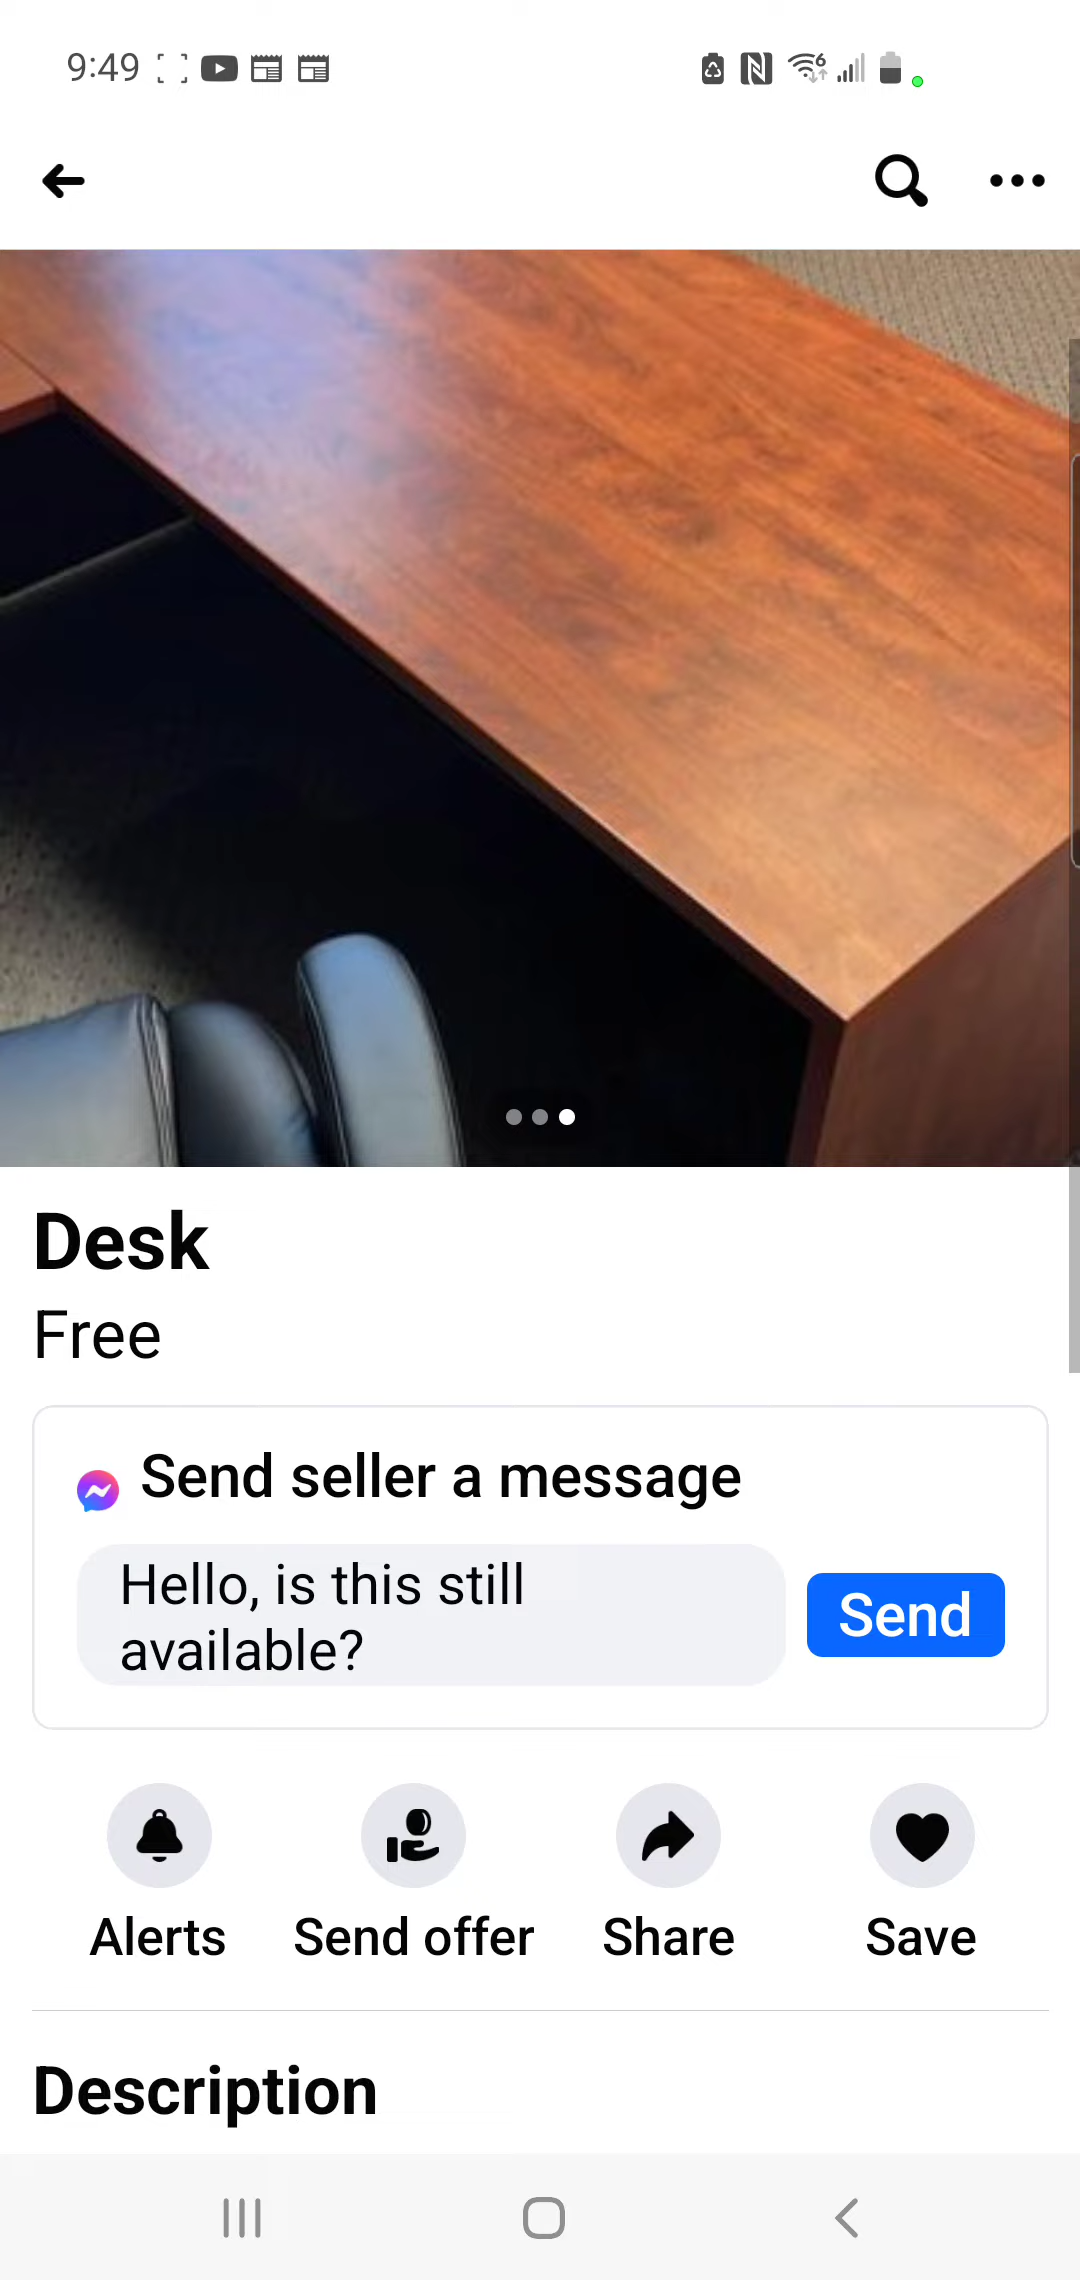 9:49
Desk
Free
Send seller a message
Hello, is this still
available?
Send
Alerts
Send offer
Share
Save
Description